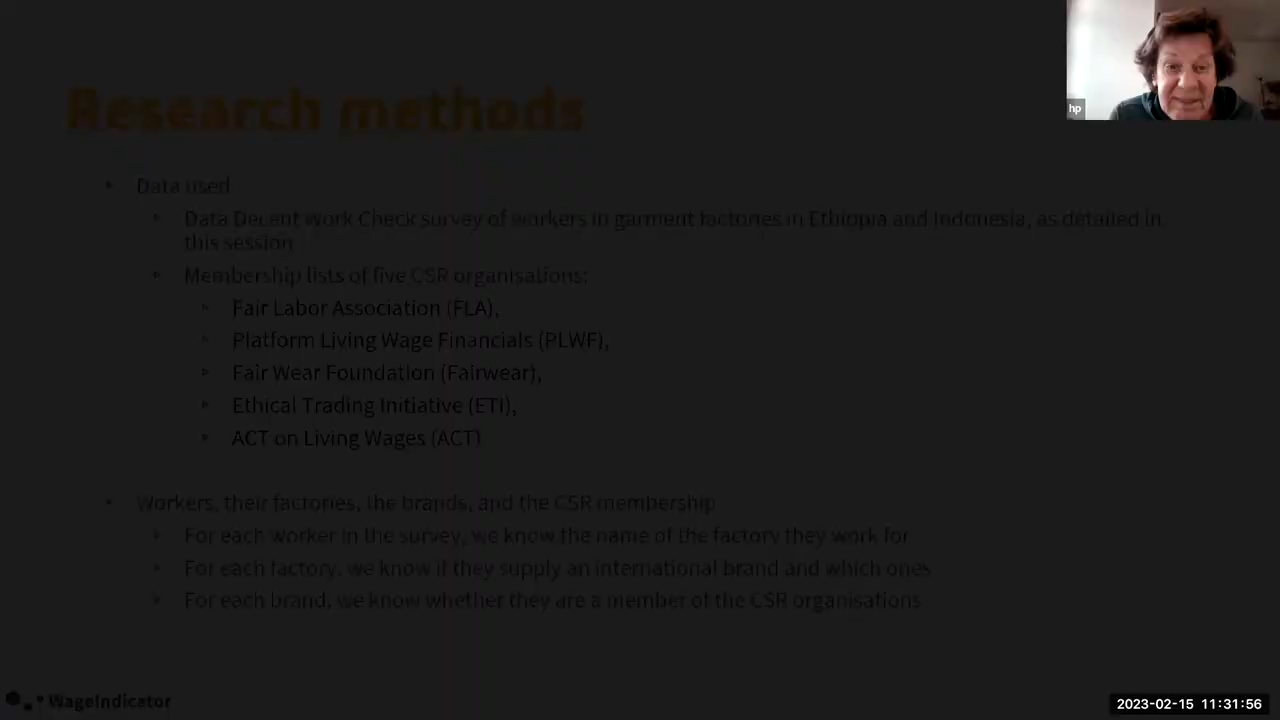 hp
Research methods
Data used
Data Decent work Check survey of workers in garment factories in Ethiopia and Indonesia, as detailed in
this session
Membership lists of five CSR organisations:
Fair Labor Association (FLA),
Platform Living Wage Financials (PLWF),
Fair Wear Foundation (Fairwear),
Ethical Trading Initiative (ETI),
ACT on Living Wages (ACT)
Workers, their factories, the brands, and the CSR membership
For each worker in the survey, we know the name of the factory they work for
For each factory, we know if they supply an international brand and which ones
For each brand, we know whether they are a member of the CSR organisations
WageIndicator
2023-02-15 11:31:56